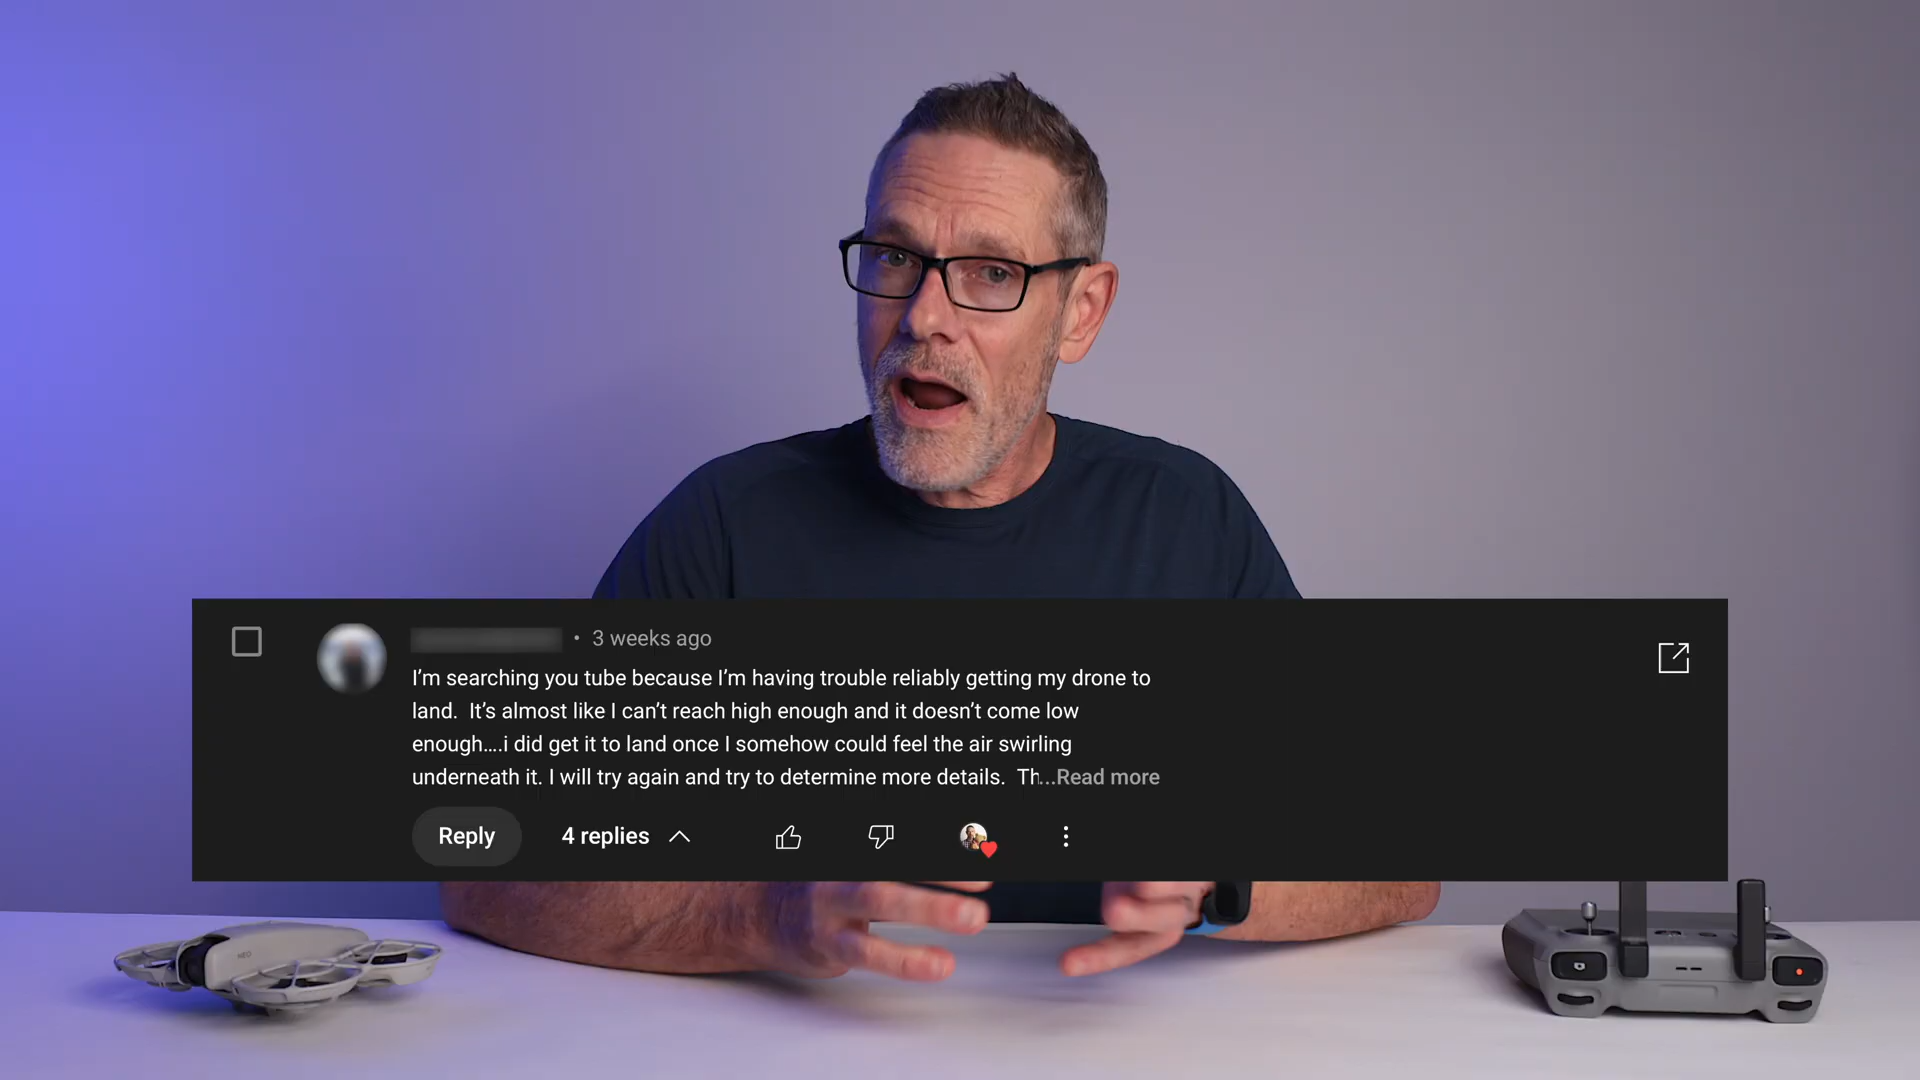 • 3 weeks ago
I'm searching you tube because I'm having trouble reliably getting my drone to
land.  It's almost like I can't reach high enough and it doesn't come low
enough....i did get it to land once I somehow could feel the air swirling
underneath it. I will try again and try to determine more details.  Th...Read more
Reply 4 replies
NEO